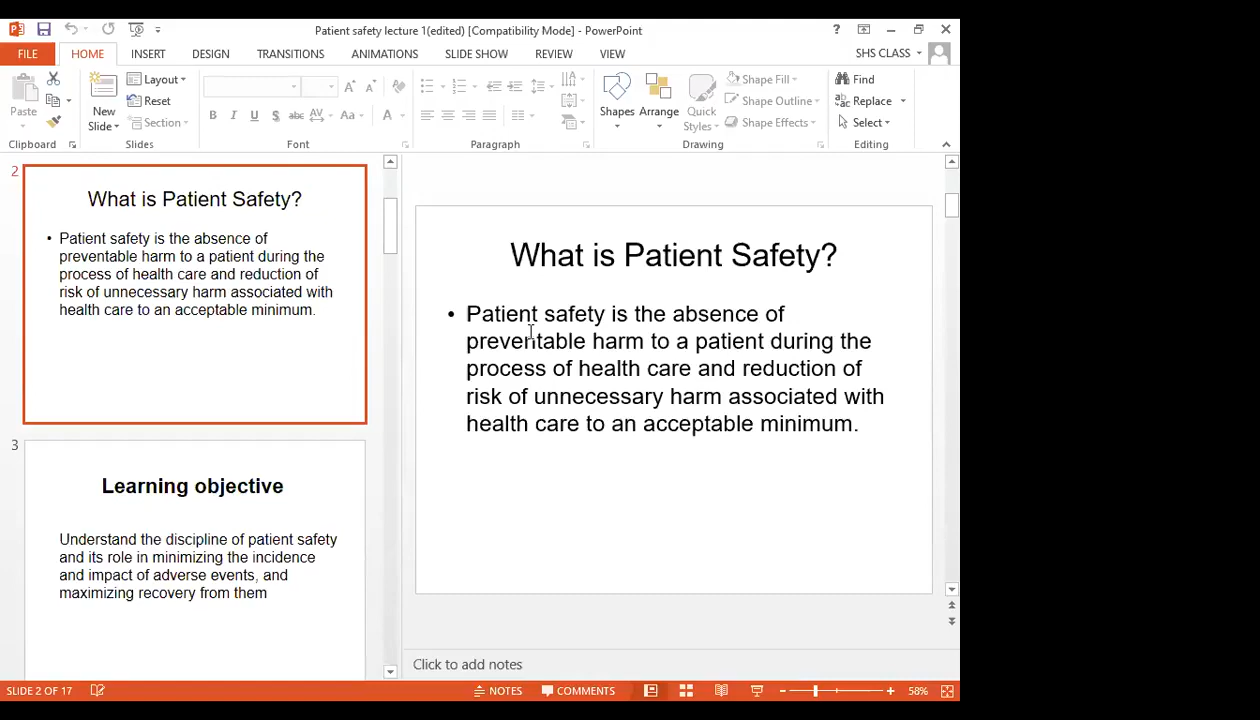 Patient safety lecture 1(edited) [Compatibility Mode] - PowerPoint
?
FILE HOME INSERT DESIGN TRANSITIONS ANIMATIONS SLIDE SHOW REVIEW VIEW SHS CLASS
Paste
New
Slide
Layout
Reset
Section
B I U S abc AV Aa A
Shapes Arrange Quick
Styles
Shape Fill
Shape Outline
Shape Effects
Find
Replace
Select
Clipboard Slides Font Paragraph Drawing Editing
2
What is Patient Safety?
• Patient safety is the absence of
preventable harm to a patient during the
process of health care and reduction of
risk of unnecessary harm associated with
health care to an acceptable minimum.
3
Learning objective
Understand the discipline of patient safety
and its role in minimizing the incidence
and impact of adverse events, and
maximizing recovery from them
What is Patient Safety?
• Patient safety is the absence of
preventable harm to a patient during the
process of health care and reduction of
risk of unnecessary harm associated with
health care to an acceptable minimum.
Click to add notes
SLIDE 2 OF 17 NOTES COMMENTS 58%